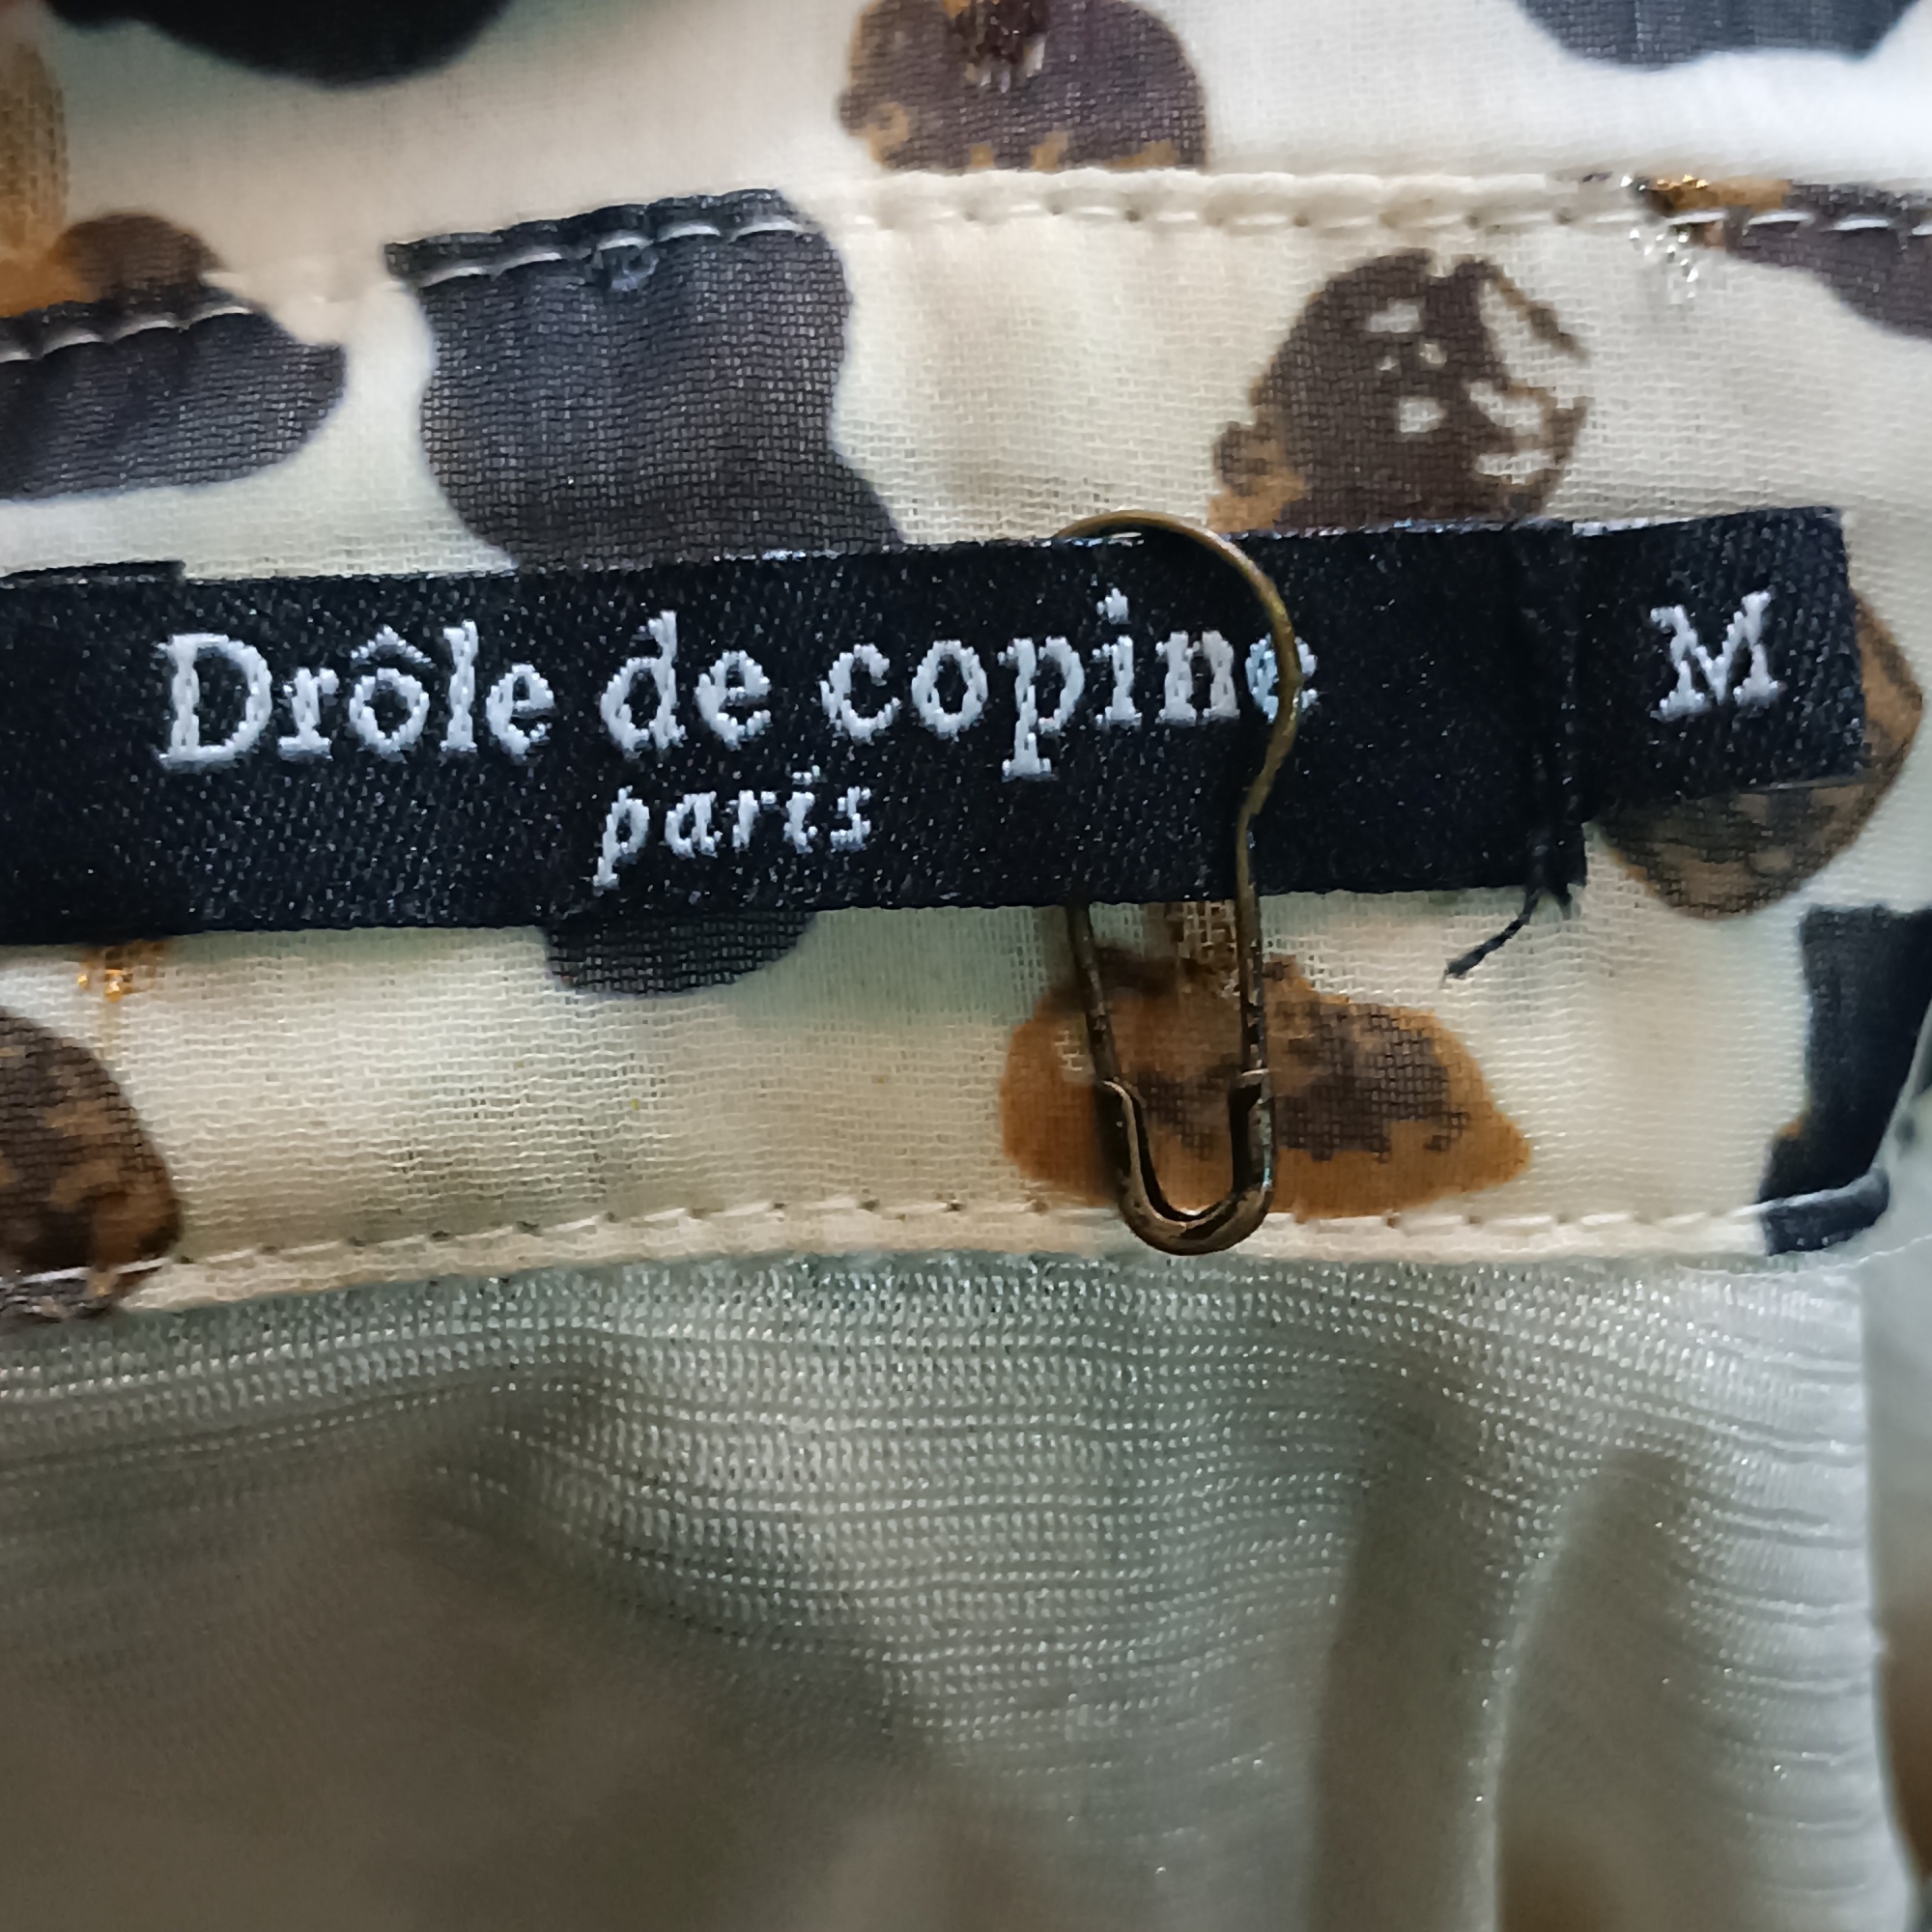 Drôle de copine M
paris